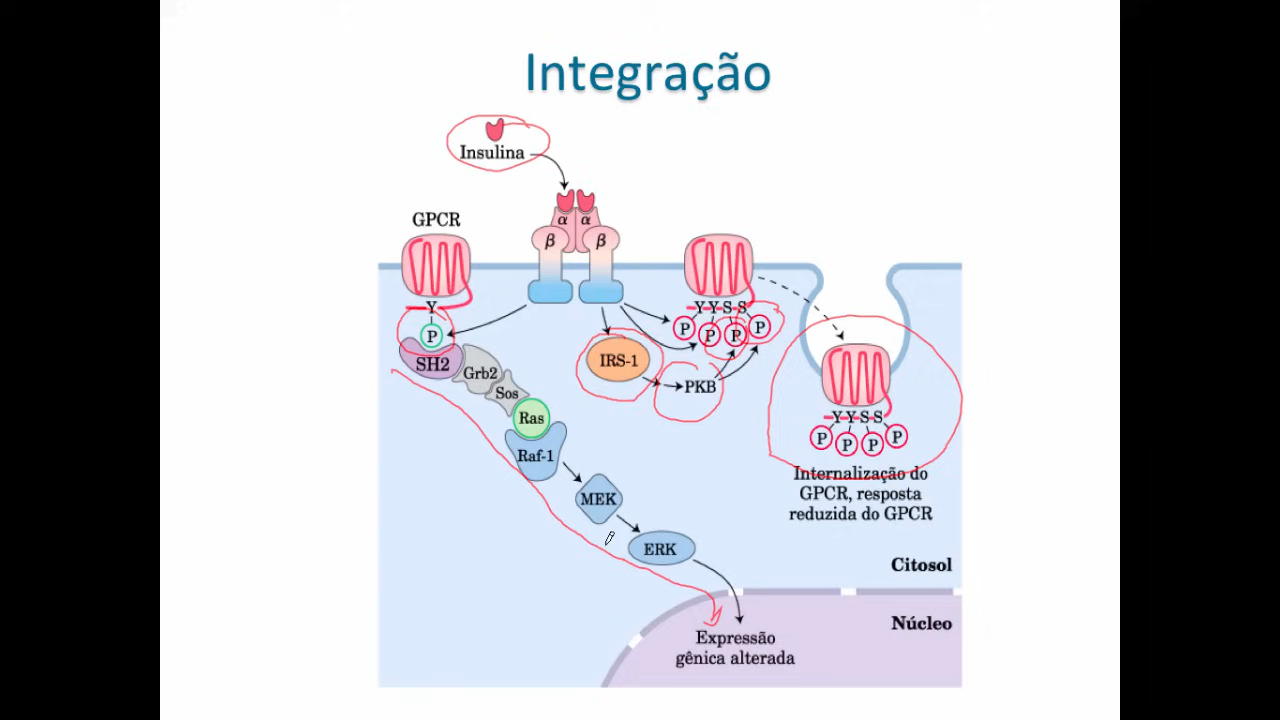 Integração
Insulina
GPCR
α α
β β
Y
P
SH2
Grb2
Sos
Ras
Raf-1
MEK
ERK
IRS-1
PKB
Y Y S S
P P P P
Y Y S S
P P P P
Internalização do
GPCR, resposta
reduzida do GPCR
Citosol
Núcleo
Expressão
gênica alterada